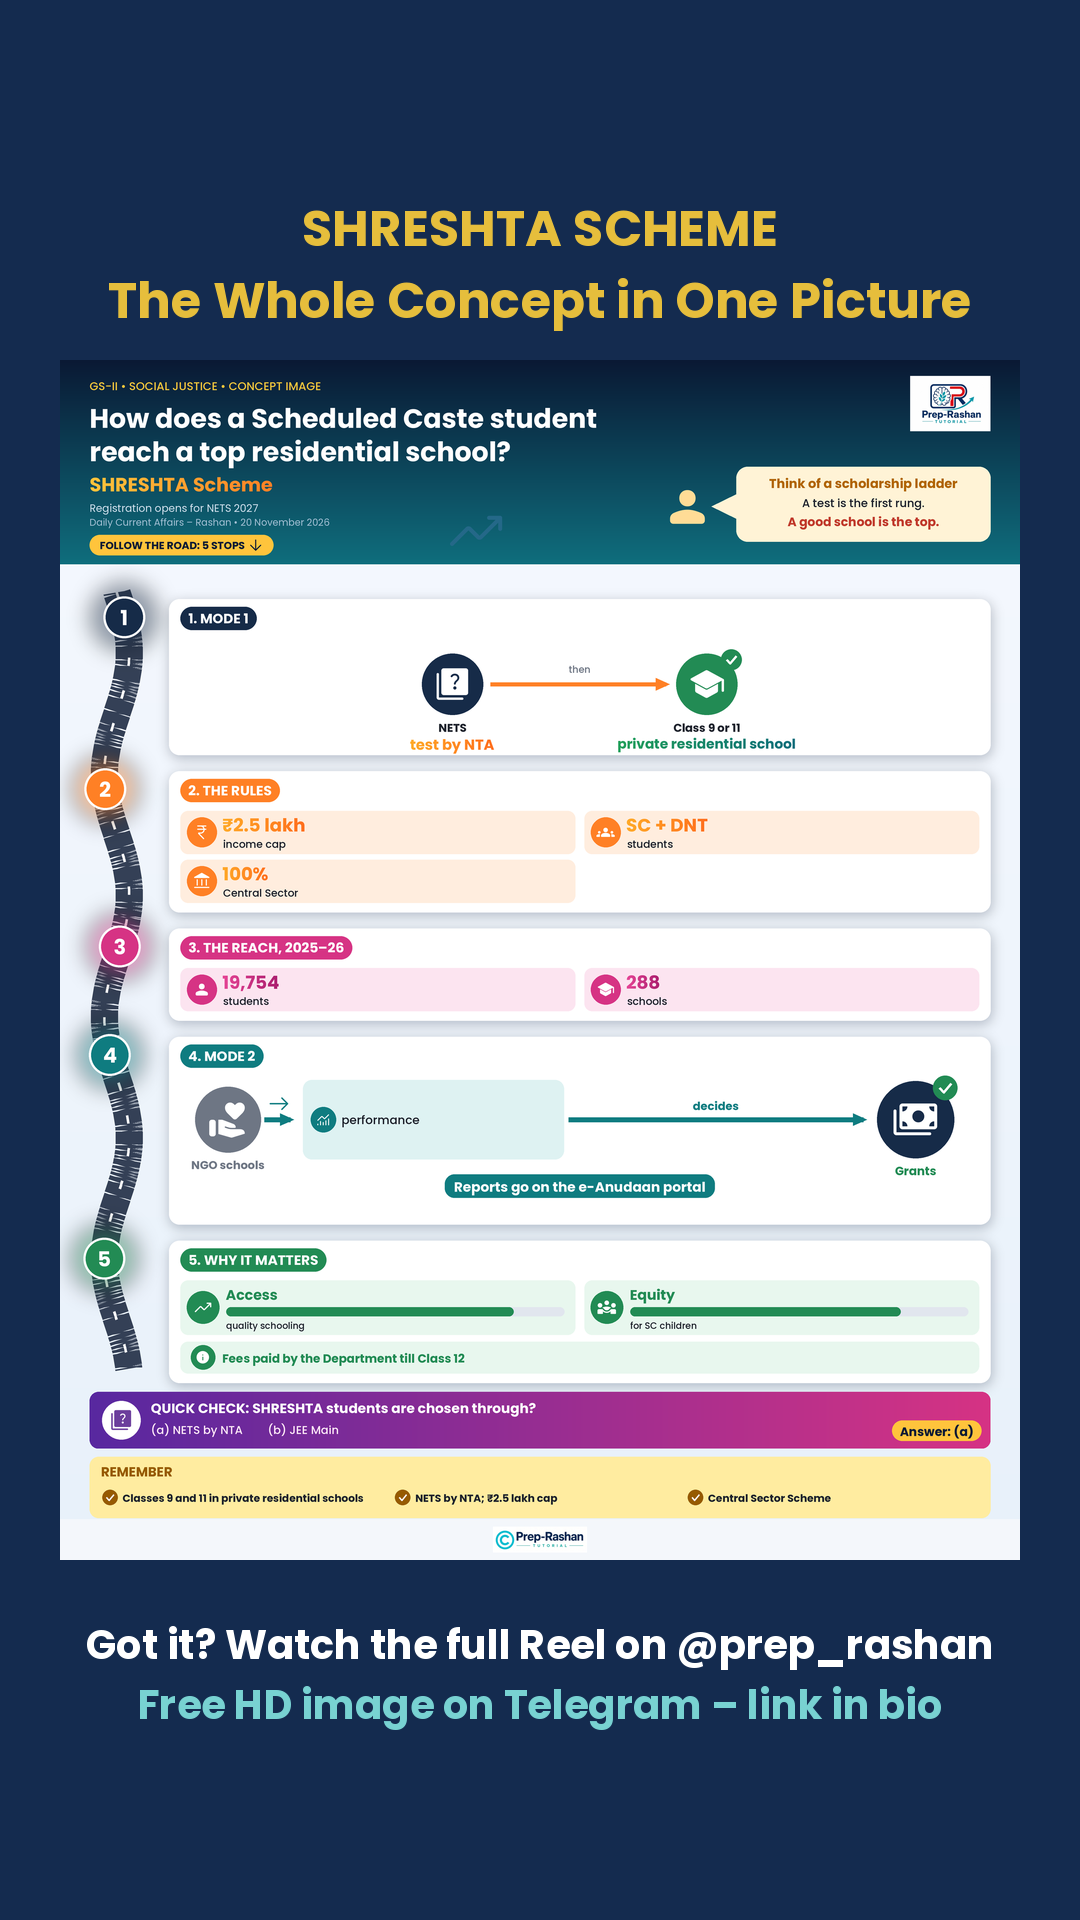 SHRESHTA SCHEME
The Whole Concept in One Picture
GS-II • SOCIAL JUSTICE • CONCEPT IMAGE
How does a Scheduled Caste student
reach a top residential school?
SHRESHTA Scheme
Registration opens for NETS 2027
Daily Current Affairs – Rashan • 20 November 2026
FOLLOW THE ROAD: 5 STOPS ↓
Prep-Rashan
TUTORIAL
Think of a scholarship ladder
A test is the first rung.
A good school is the top.
1
1. MODE 1
?
then
NETS
test by NTA
Class 9 or 11
private residential school
2
2. THE RULES
₹
₹2.5 lakh
income cap
SC + DNT
students
100%
Central Sector
3
3. THE REACH, 2025–26
19,754
students
288
schools
4
4. MODE 2
NGO schools
→
performance
decides
Grants
Reports go on the e-Anudaan portal
5
5. WHY IT MATTERS
Access
quality schooling
Equity
for SC children
Fees paid by the Department till Class 12
?
QUICK CHECK: SHRESHTA students are chosen through?
(a) NETS by NTA (b) JEE Main
Answer: (a)
REMEMBER
Classes 9 and 11 in private residential schools
NETS by NTA; ₹2.5 lakh cap
Central Sector Scheme
© Prep-Rashan
TUTORIAL
Got it? Watch the full Reel on @prep_rashan
Free HD image on Telegram – link in bio